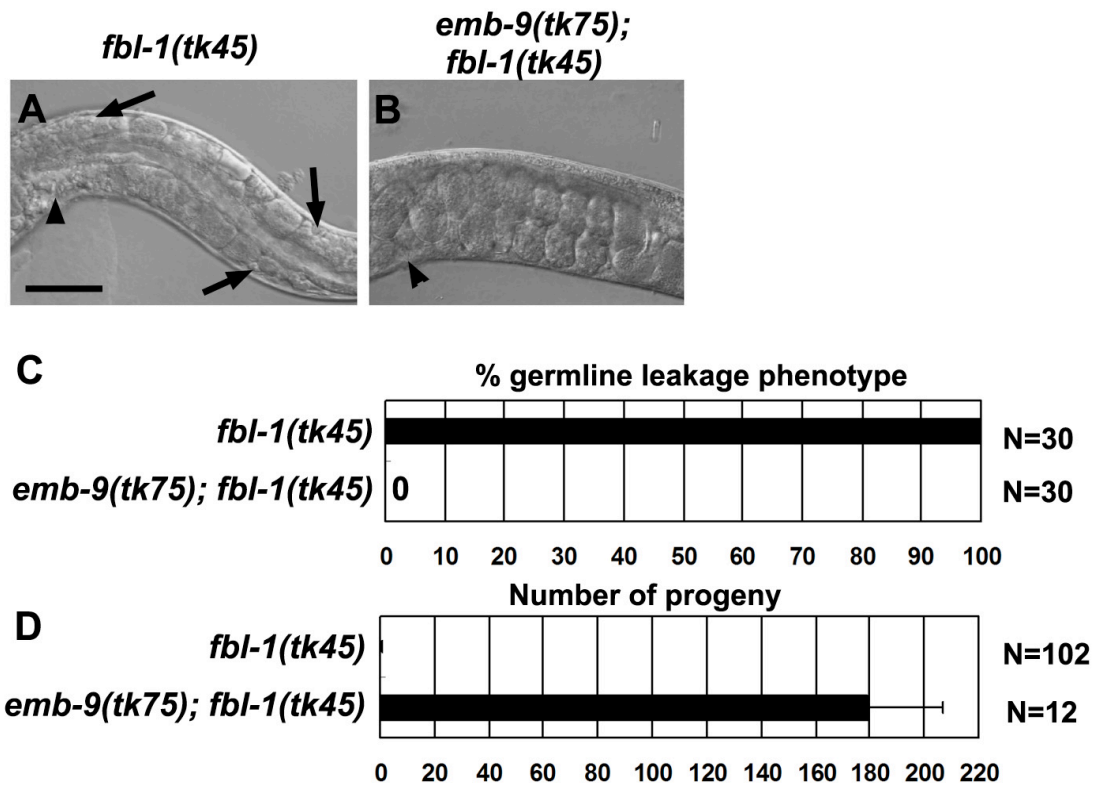 fbl-1(tk45)
emb-9(tk75);
fbl-1(tk45)
A
B
C
% germline leakage phenotype
fbl-1(tk45)
N=30
emb-9(tk75); fbl-1(tk45)
0
N=30
0 10 20 30 40 50 60 70 80 90 100
Number of progeny
D
fbl-1(tk45)
N=102
emb-9(tk75); fbl-1(tk45)
N=12
0 20 40 60 80 100 120 140 160 180 200 220